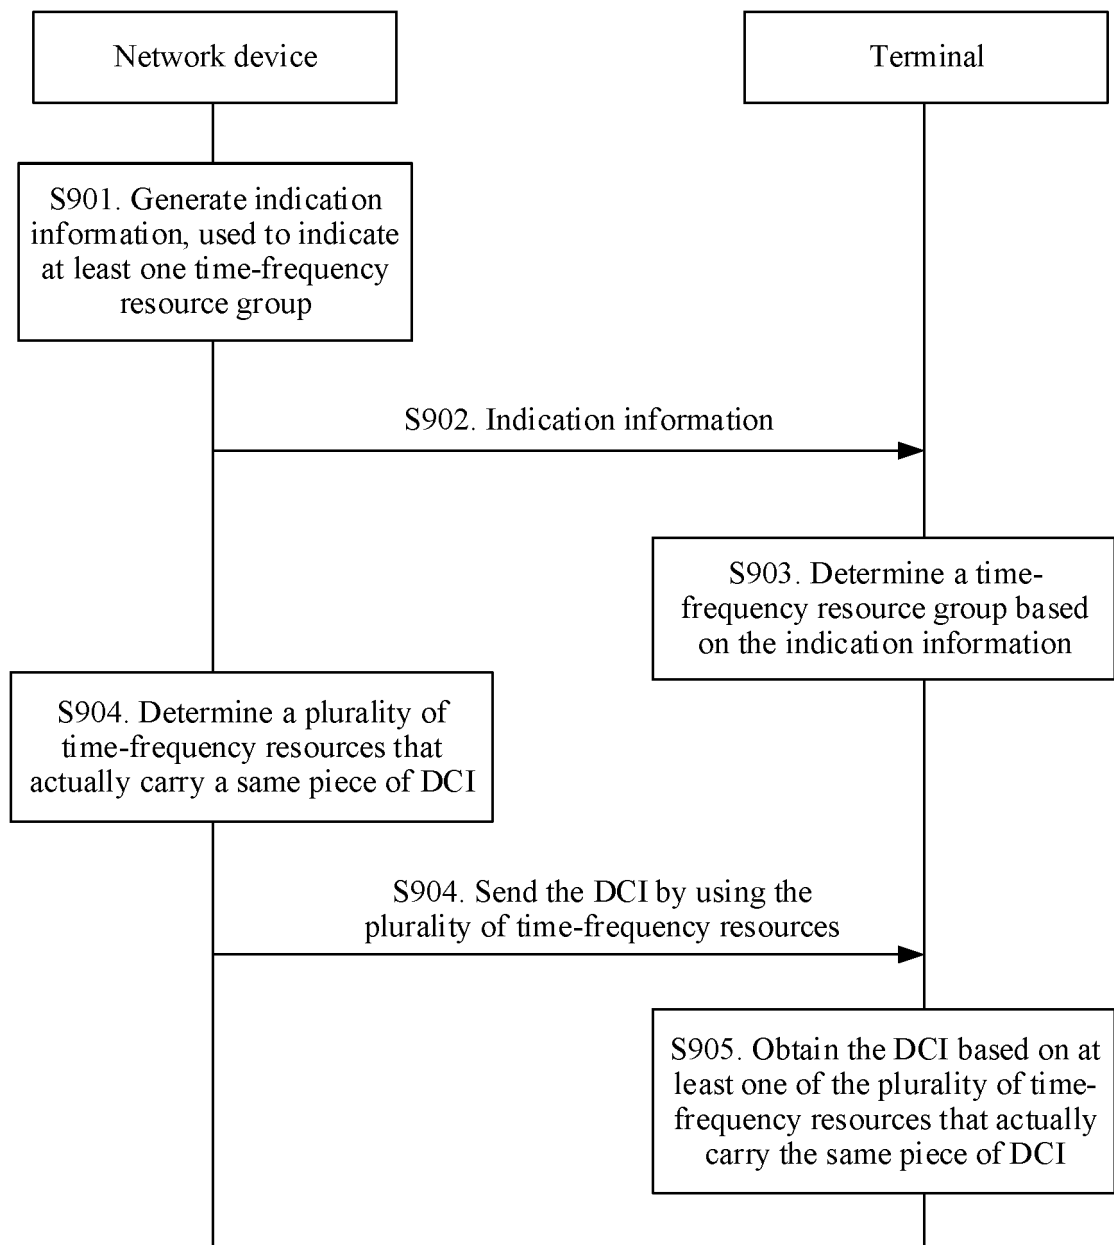 Network device
Terminal
S901. Generate indication
information, used to indicate
at least one time-frequency
resource group
S902. Indication information
S903. Determine a time-
frequency resource group based
on the indication information
S904. Determine a plurality of
time-frequency resources that
actually carry a same piece of DCI
S904. Send the DCI by using the
plurality of time-frequency resources
S905. Obtain the DCI based on at
least one of the plurality of time-
frequency resources that actually
carry the same piece of DCI